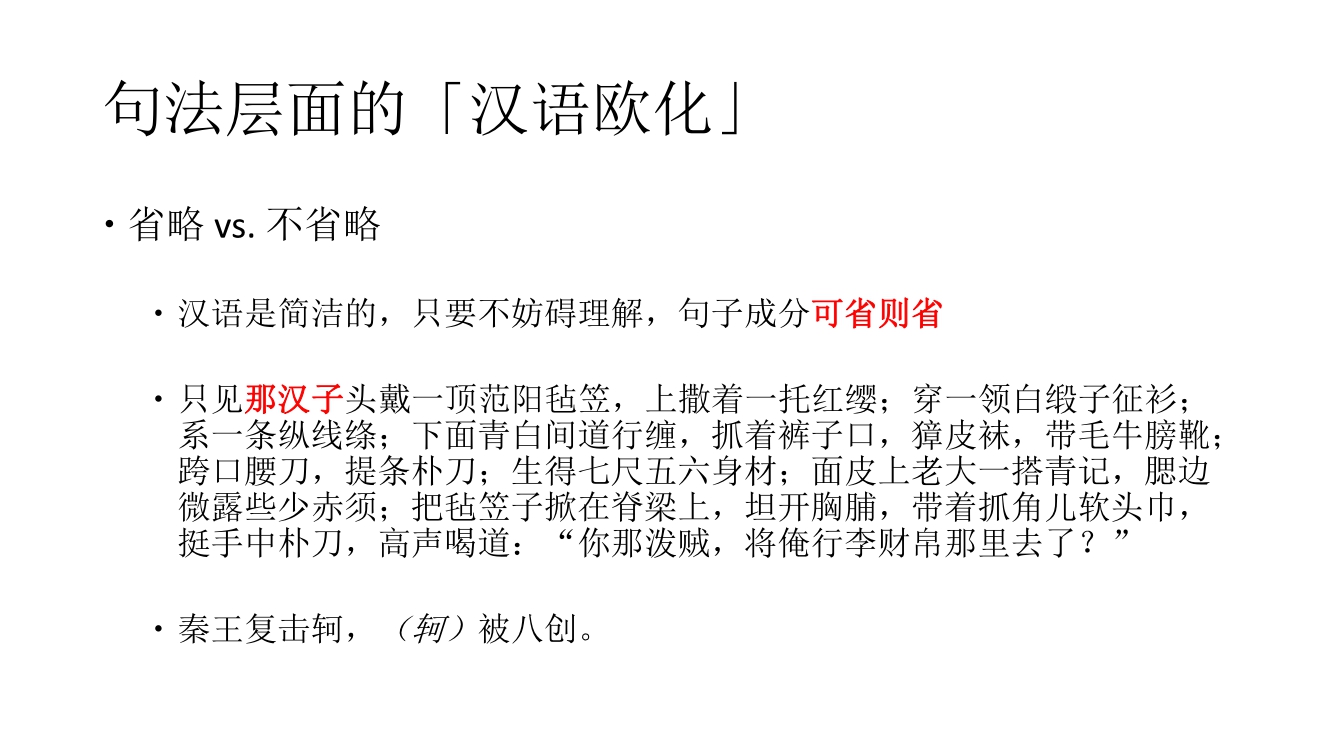 句法层面的「汉语欧化」
• 省略 vs. 不省略
• 汉语是简洁的，只要不妨碍理解，句子成分可省则省
• 只见那汉子头戴一顶范阳毡笠，上撒着一托红缨；穿一领白缎子征衫；
系一条纵线绦；下面青白间道行缠，抓着裤子口，獐皮袜，带毛牛膀靴；
跨口腰刀，提条朴刀；生得七尺五六身材；面皮上老大一搭青记，腮边
微露些少赤须；把毡笠子掀在脊梁上，坦开胸脯，带着抓角儿软头巾，
挺手中朴刀，高声喝道：“你那泼贼，将俺行李财帛那里去了？”
• 秦王复击轲，（轲）被八创。